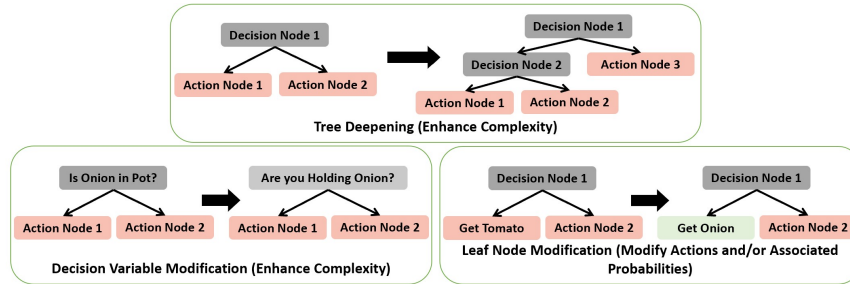 Decision Node 1
Action Node 1
Action Node 2
Decision Node 1
Decision Node 2
Action Node 3
Action Node 1
Action Node 2
Tree Deepening (Enhance Complexity)
Is Onion in Pot?
Action Node 1
Action Node 2
Are you Holding Onion?
Action Node 1
Action Node 2
Decision Variable Modification (Enhance Complexity)
Decision Node 1
Get Tomato
Action Node 2
Decision Node 1
Get Onion
Action Node 2
Leaf Node Modification (Modify Actions and/or Associated
Probabilities)